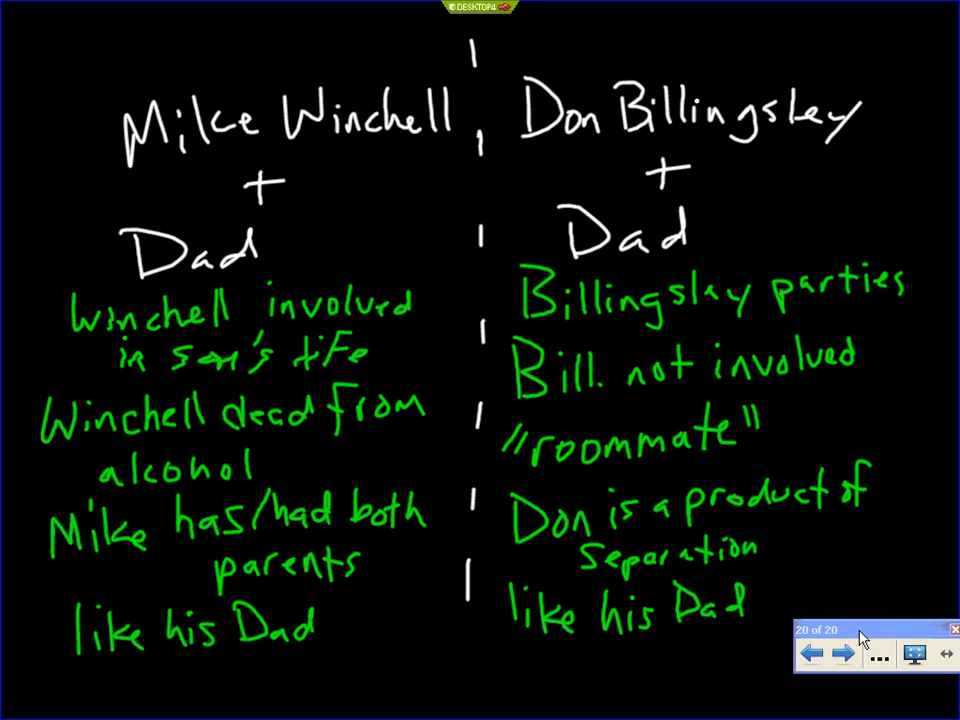 DESKTOP4
Mike Winchell
+
Dad
Winchell involved
in son's life
Winchell dead from
alcohol
Mike has/had both
parents
like his Dad
Don Billingsley
+
Dad
Billingsley parties
Bill. not involved
"roommate"
Don is a product of
separation
like his Dad
20 of 20
...